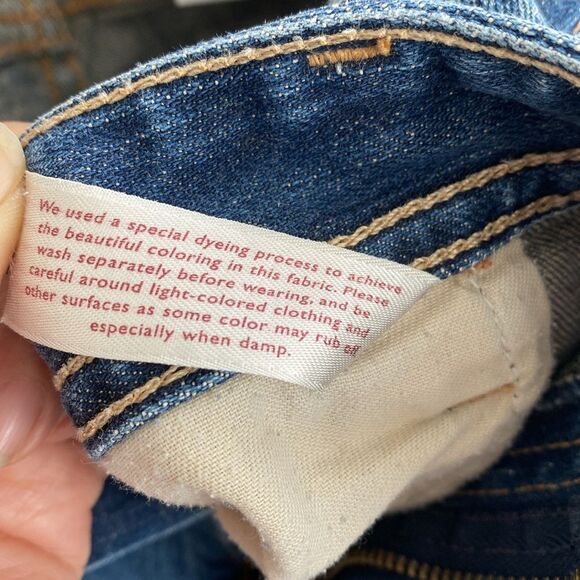 We used a special dyeing process to achieve
the beautiful coloring in this fabric. Please
wash separately before wearing, and be
careful around light-colored clothing and
other surfaces as some color may rub off
especially when damp.